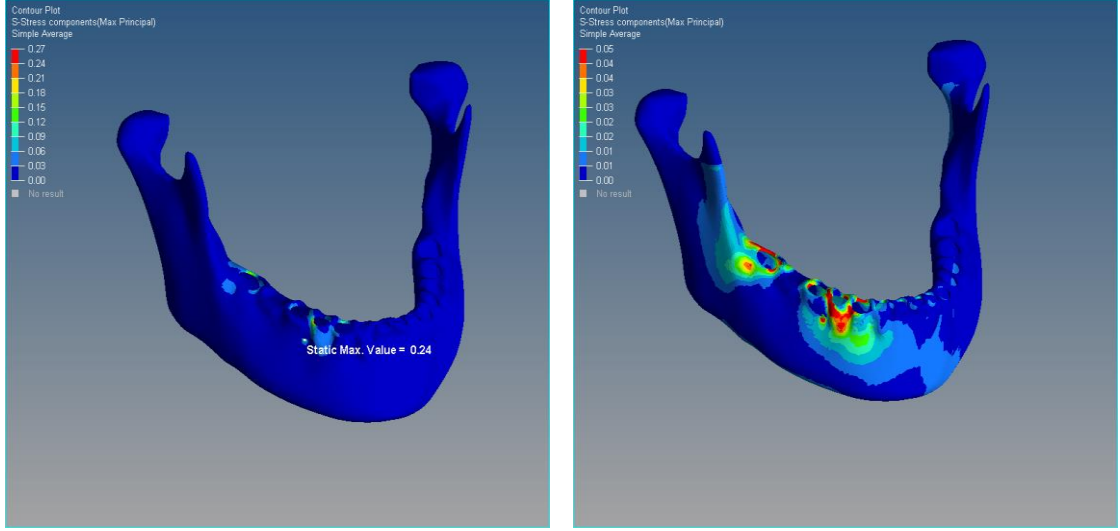 Contour Plot
S-Stress components(Max Principal)
Simple Average
0.27
0.24
0.21
0.18
0.15
0.12
0.09
0.06
0.03
0.00
No result
Static Max. Value = 0.24
Contour Plot
S-Stress components(Max Principal)
Simple Average
0.05
0.04
0.04
0.03
0.03
0.02
0.02
0.01
0.01
0.00
No result